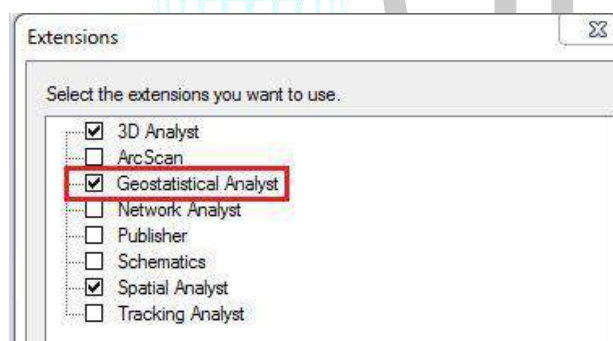 Extensions
Select the extensions you want to use.
3D Analyst
ArcScan
Geostatistical Analyst
Network Analyst
Publisher
Schematics
Spatial Analyst
Tracking Analyst